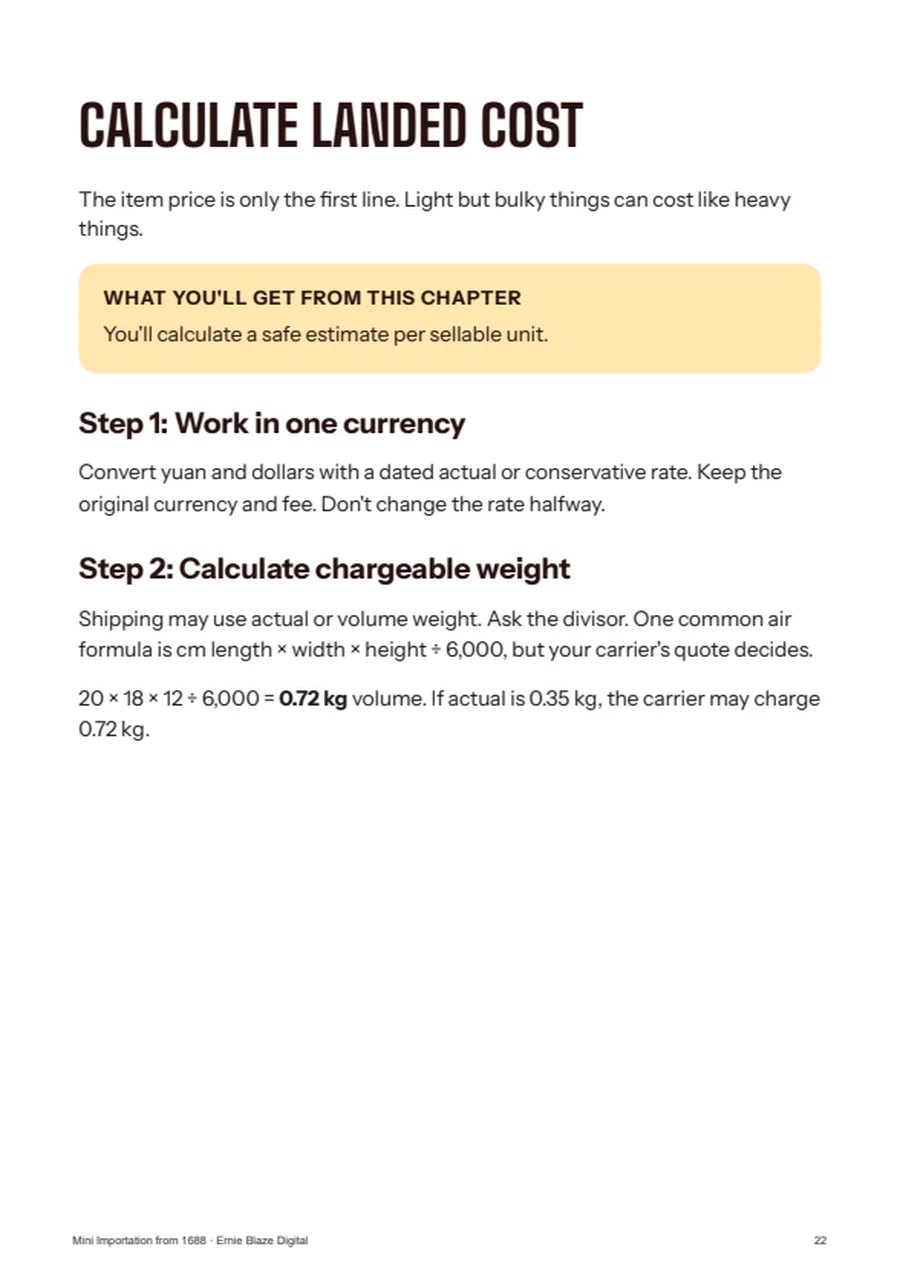 CALCULATE LANDED COST
The item price is only the first line. Light but bulky things can cost like heavy
things.
WHAT YOU'LL GET FROM THIS CHAPTER
You'll calculate a safe estimate per sellable unit.
Step 1: Work in one currency
Convert yuan and dollars with a dated actual or conservative rate. Keep the
original currency and fee. Don't change the rate halfway.
Step 2: Calculate chargeable weight
Shipping may use actual or volume weight. Ask the divisor. One common air
formula is cm length × width × height ÷ 6,000, but your carrier's quote decides.
20 × 18 × 12 ÷ 6,000 = 0.72 kg volume. If actual is 0.35 kg, the carrier may charge
0.72 kg.
Mini Importation from 1688 · Ernie Blaze Digital
22